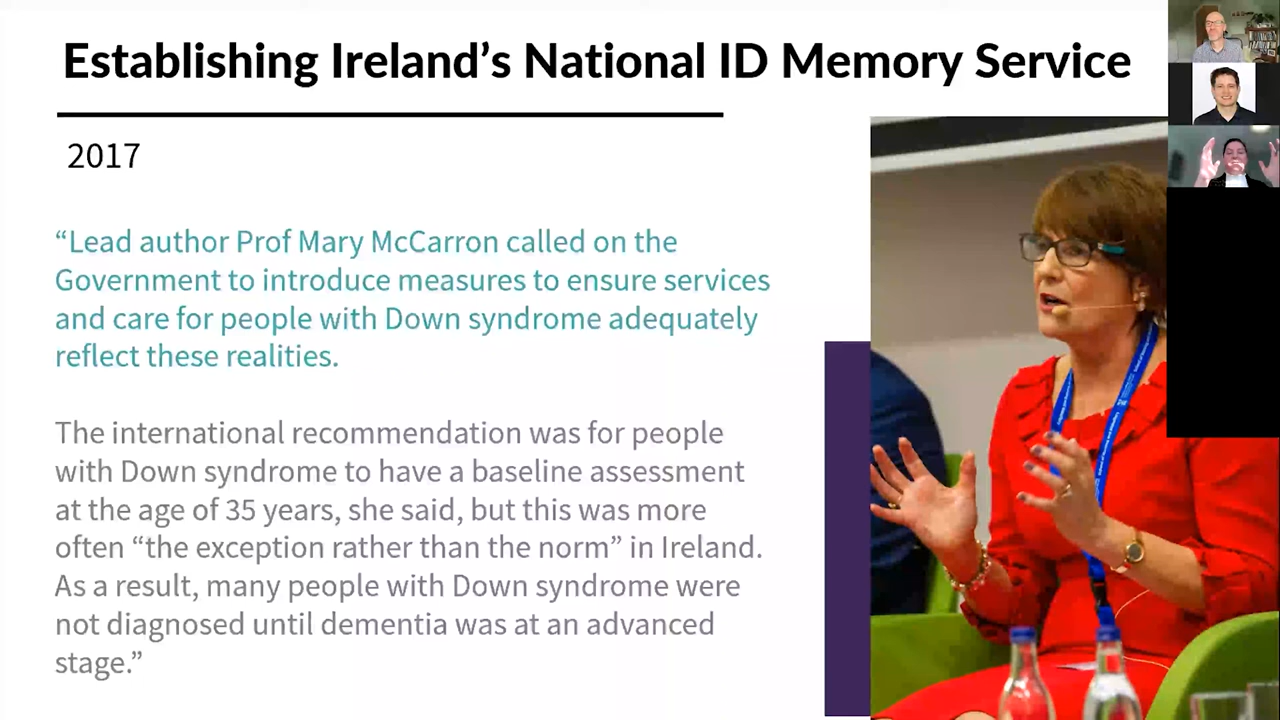 Establishing Ireland’s National ID Memory Service
2017
“Lead author Prof Mary McCarron called on the
Government to introduce measures to ensure services
and care for people with Down syndrome adequately
reflect these realities.
The international recommendation was for people
with Down syndrome to have a baseline assessment
at the age of 35 years, she said, but this was more
often “the exception rather than the norm” in Ireland.
As a result, many people with Down syndrome were
not diagnosed until dementia was at an advanced
stage.”